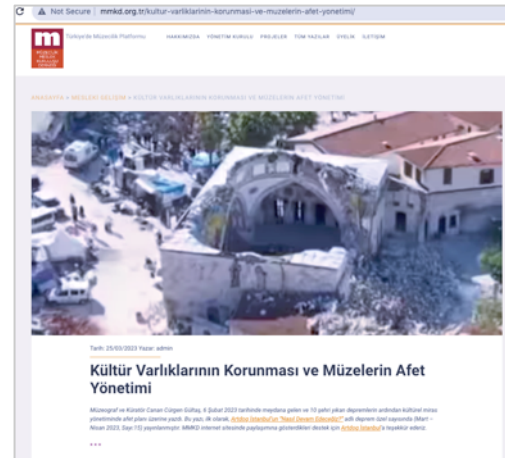 Not Secure | mmkd.org.tr/kultur-varliklarinin-korunmasi-ve-muzelerin-afet-yonetimi/
m
Türkiye'de Müzecilik Platformu
HAKKIMIZDA YÖNETİM KURULU PROJELER TÜM YAZILAR ÜYELİK İLETİŞİM
ANASAYFA » MESLEKİ GELİŞİM » KÜLTÜR VARLIKLARININ KORUNMASI VE MÜZELERİN AFET YÖNETİMİ
Tarih: 25/03/2023 Yazar: admin
Kültür Varlıklarının Korunması ve Müzelerin Afet
Yönetimi
Müzeograf ve Küratör Canan Cürgen Gültaş, 6 Şubat 2023 tarihinde meydana gelen ve 10 şehri yıkan depremlerin ardından kültürel miras
yönetiminde afet planı üzerine yazdı. Bu yazı, ilk olarak, Artdog Istanbul'un "Nasıl Devam Edeceğiz?" adlı deprem özel sayısında (Mart –
Nisan 2023, Sayı-15) yayınlanmıştır. MMKD internet sitesinde paylaşmama gösterdikleri destek için Artdog İstanbul'a teşekkür ederiz.
* * *